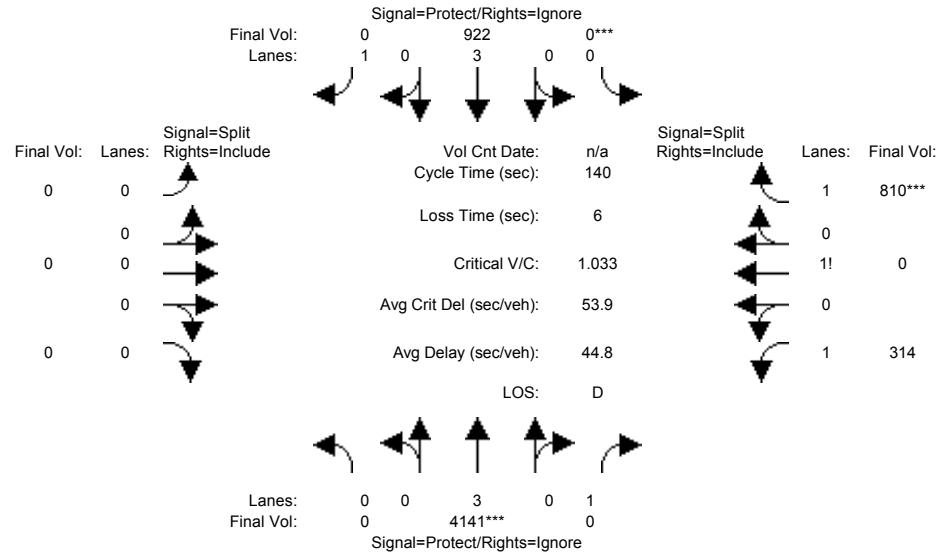 Signal=Protect/Rights=Ignore
Final Vol: 0 922 0***
Lanes: 1 0 3 0 0
Signal=Split Signal=Split
Final Vol: Lanes: Rights=Include Vol Cnt Date: n/a Rights=Include Lanes: Final Vol:
Cycle Time (sec): 140
0 0 1 810***
Loss Time (sec): 6
0 0
0 0 Critical V/C: 1.033 1! 0
0 Avg Crit Del (sec/veh): 53.9 0
0 0 Avg Delay (sec/veh): 44.8 1 314
LOS: D
Lanes: 0 0 3 0 1
Final Vol: 0 4141*** 0
Signal=Protect/Rights=Ignore